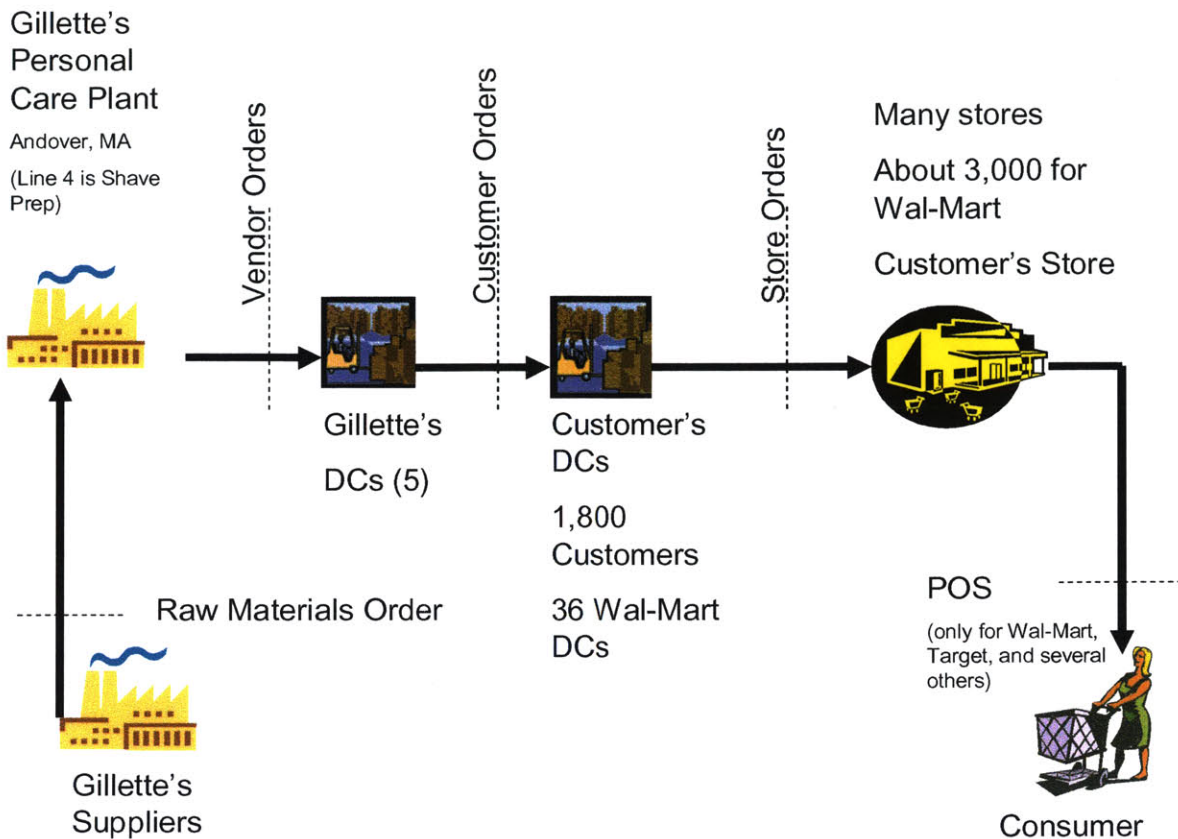 Gillette's
Personal
Care Plant
Andover, MA
(Line 4 is Shave
Prep)
Vendor Orders
Customer Orders
Store Orders
Many stores
About 3,000 for
Wal-Mart
Customer's Store
Gillette's
DCs (5)
Customer's
DCs
1,800
Customers
36 Wal-Mart
DCs
Raw Materials Order
POS
(only for Wal-Mart,
Target, and several
others)
Gillette's
Suppliers
Consumer